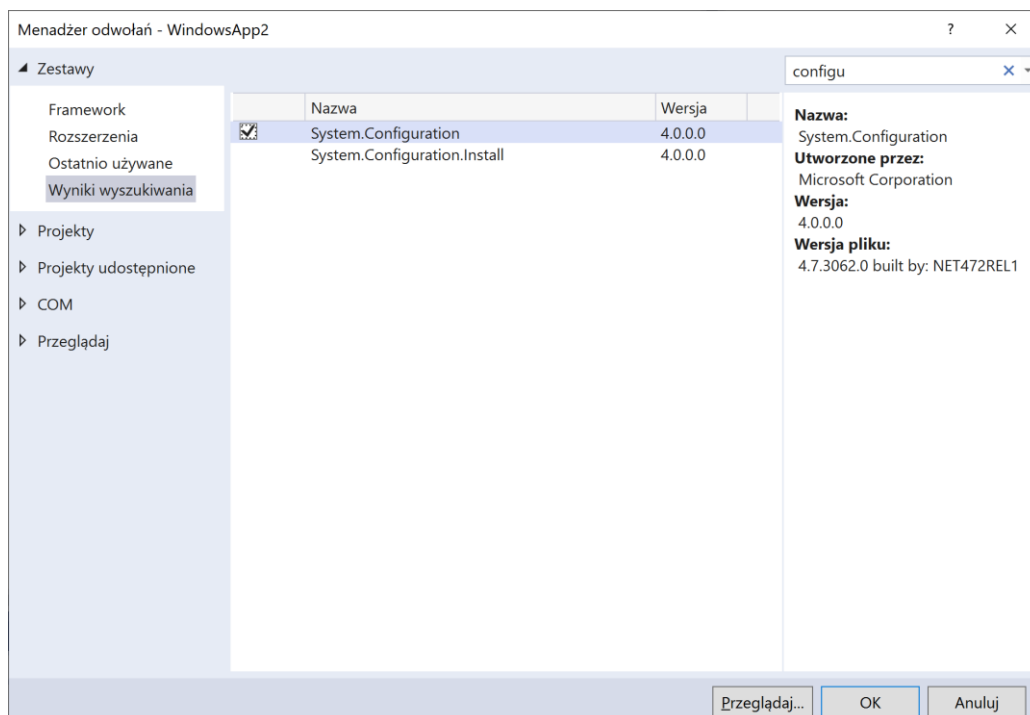 Menadżer odwołań - WindowsApp2
?
Zestawy
configu
Framework
Rozszerzenia
Ostatnio używane
Wyniki wyszukiwania
Projekty
Projekty udostępnione
COM
Przeglądaj
Nazwa Wersja
System.Configuration 4.0.0.0
System.Configuration.Install 4.0.0.0
Nazwa:
System.Configuration
Utworzone przez:
Microsoft Corporation
Wersja:
4.0.0.0
Wersja pliku:
4.7.3062.0 built by: NET472REL1
Przeglądaj... OK Anuluj